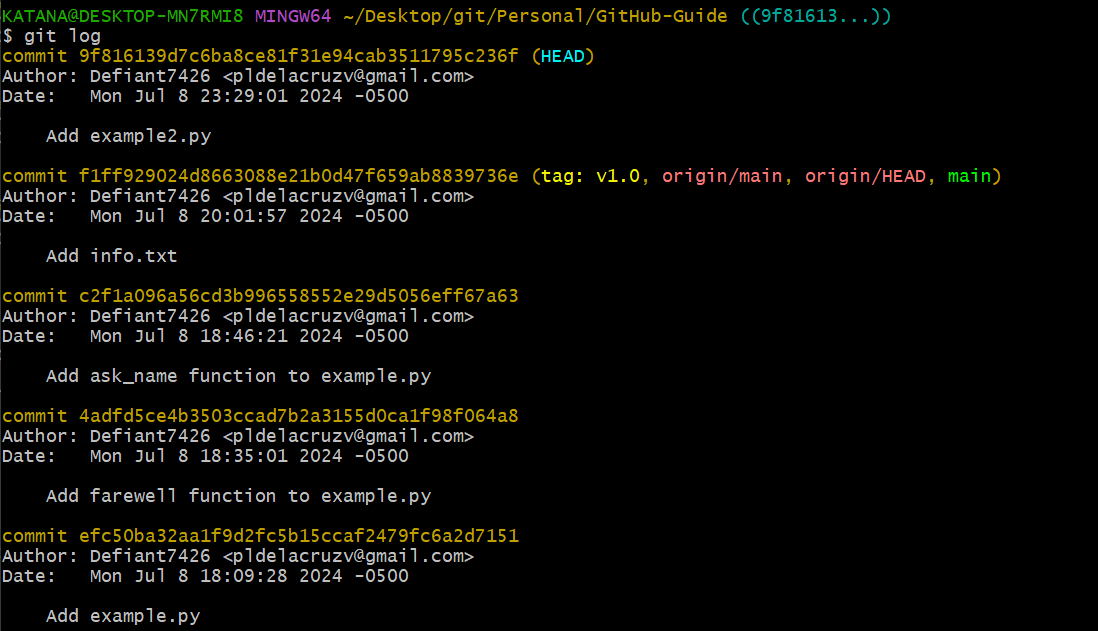 KATANA@DESKTOP-MN7RMI8 MINGW64 ~/Desktop/git/Personal/GitHub-Guide ((9f81613...))
$ git log
commit 9f816139d7c6ba8ce81f31e94cab3511795c236f (HEAD)
Author: Defiant7426 <pldelacruzv@gmail.com>
Date:   Mon Jul 8 23:29:01 2024 -0500

    Add example2.py

commit f1ff929024d8663088e21b0d47f659ab8839736e (tag: v1.0, origin/main, origin/HEAD, main)
Author: Defiant7426 <pldelacruzv@gmail.com>
Date:   Mon Jul 8 20:01:57 2024 -0500

    Add info.txt

commit c2f1a096a56cd3b996558552e29d5056eff67a63
Author: Defiant7426 <pldelacruzv@gmail.com>
Date:   Mon Jul 8 18:46:21 2024 -0500

    Add ask_name function to example.py

commit 4adfd5ce4b3503ccad7b2a3155d0ca1f98f064a8
Author: Defiant7426 <pldelacruzv@gmail.com>
Date:   Mon Jul 8 18:35:01 2024 -0500

    Add farewell function to example.py

commit efc50ba32aa1f9d2fc5b15ccaf2479fc6a2d7151
Author: Defiant7426 <pldelacruzv@gmail.com>
Date:   Mon Jul 8 18:09:28 2024 -0500

    Add example.py